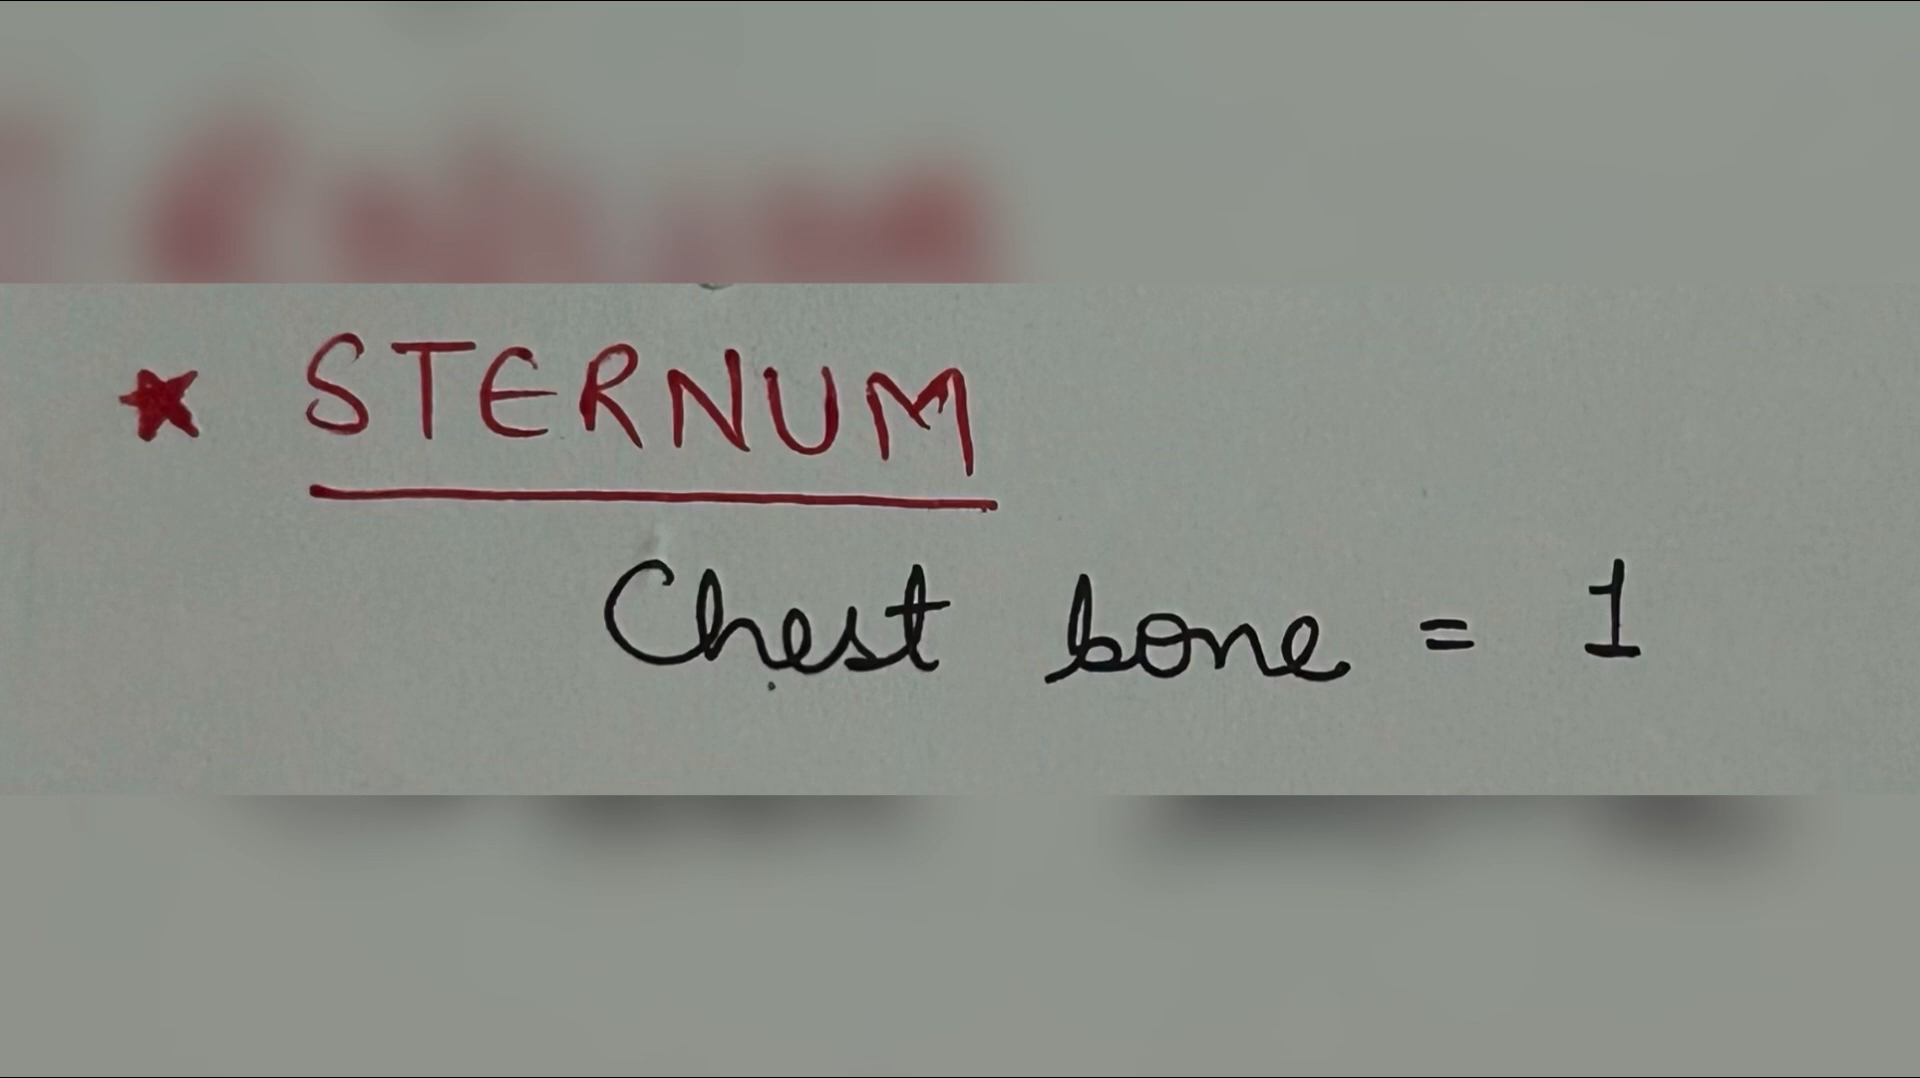 ★ STERNUM
Chest bone = 1